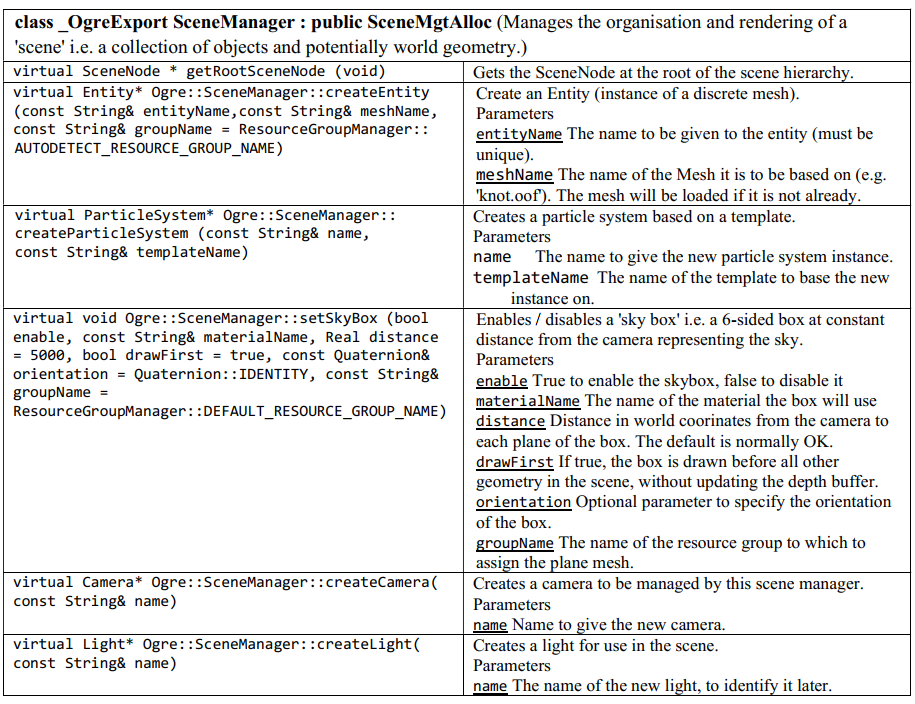 class _OgreExport SceneManager : public SceneMgtAlloc (Manages the organisation and rendering of a
'scene' i.e. a collection of objects and potentially world geometry.)
virtual SceneNode * getRootSceneNode (void)
Gets the SceneNode at the root of the scene hierarchy.
virtual Entity* Ogre::SceneManager::createEntity
(const String& entityName,const String& meshName,
const String& groupName = ResourceGroupManager::
AUTODETECT_RESOURCE_GROUP_NAME)
Create an Entity (instance of a discrete mesh).
Parameters
entityName The name to be given to the entity (must be
unique).
meshName The name of the Mesh it is to be based on (e.g.
'knot.oof'). The mesh will be loaded if it is not already.
virtual ParticleSystem* Ogre::SceneManager::
createParticleSystem (const String& name,
const String& templateName)
Creates a particle system based on a template.
Parameters
name The name to give the new particle system instance.
templateName The name of the template to base the new
instance on.
virtual void Ogre::SceneManager::setSkyBox (bool
enable, const String& materialName, Real distance
= 5000, bool drawFirst = true, const Quaternion&
orientation = Quaternion::IDENTITY, const String&
groupName =
ResourceGroupManager::DEFAULT_RESOURCE_GROUP_NAME)
Enables / disables a 'sky box' i.e. a 6-sided box at constant
distance from the camera representing the sky.
Parameters
enable True to enable the skybox, false to disable it
materialName The name of the material the box will use
distance Distance in world coorinates from the camera to
each plane of the box. The default is normally OK.
drawFirst If true, the box is drawn before all other
geometry in the scene, without updating the depth buffer.
orientation Optional parameter to specify the orientation
of the box.
groupName The name of the resource group to which to
assign the plane mesh.
virtual Camera* Ogre::SceneManager::createCamera(
const String& name)
Creates a camera to be managed by this scene manager.
Parameters
name Name to give the new camera.
virtual Light* Ogre::SceneManager::createLight(
const String& name)
Creates a light for use in the scene.
Parameters
name The name of the new light, to identify it later.